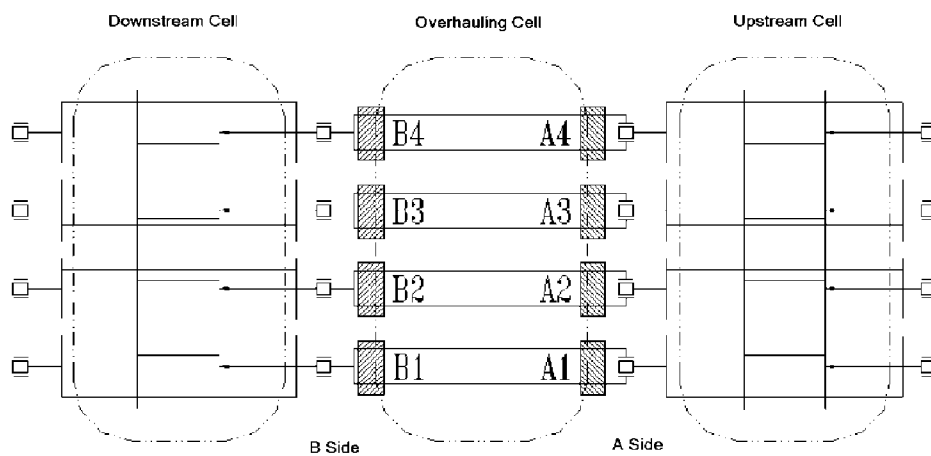 Downstream Cell Overhauling Cell Upstream Cell
B4 A4
B3 A3
B2 A2
B1 A1
B Side A Side